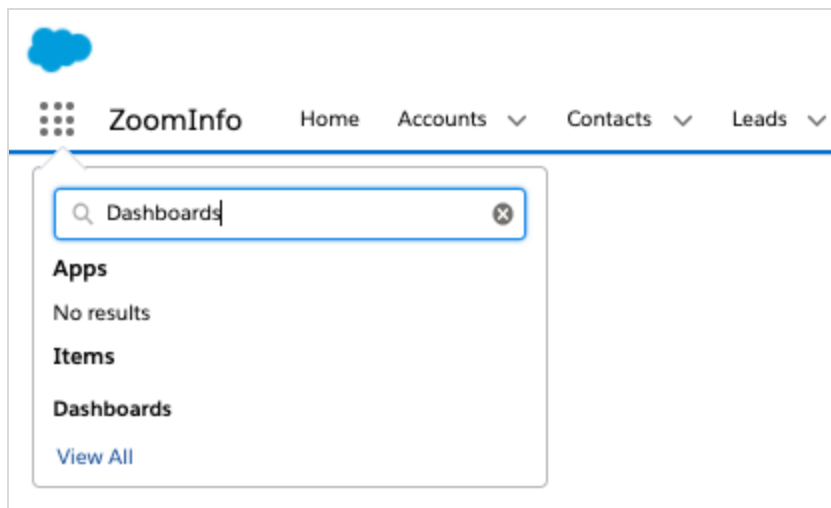 ZoomInfo Home Accounts Contacts Leads
Dashboards
Apps
No results
Items
Dashboards
View All